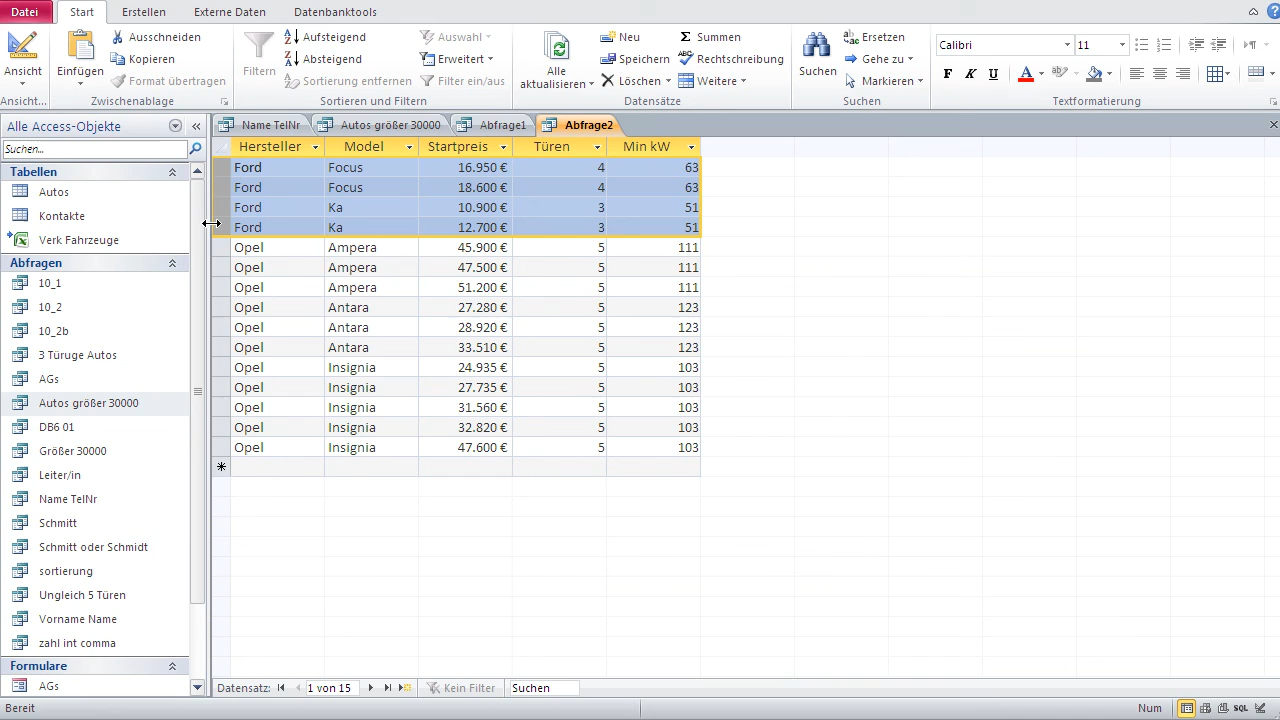 Datei Start Erstellen Externe Daten Datenbanktools
Ansicht
Ansicht...
Einfügen
Ausschneiden
Kopieren
Format übertragen
Zwischenablage
Filtern
Aufsteigend
Absteigend
Sortierung entfernen
Auswahl
Erweitert
Filter ein/aus
Sortieren und Filtern
Alle
aktualisieren
Neu
Speichern
Löschen
Summen
Rechtschreibung
Weitere
Datensätze
Suchen
Ersetzen
Gehe zu
Markieren
Suchen
Calibri 11
F K U
Textformatierung
Alle Access-Objekte
Suchen...
Tabellen
Autos
Kontakte
Verk Fahrzeuge
Abfragen
10_1
10_2
10_2b
3 Türuge Autos
AGs
Autos größer 30000
DB6 01
Größer 30000
Leiter/in
Name TelNr
Schmitt
Schmitt oder Schmidt
sortierung
Ungleich 5 Türen
Vorname Name
zahl int comma
Formulare
AGs
Name TelNr Autos größer 30000 Abfrage1 Abfrage2
Hersteller Model Startpreis Türen Min kW
Ford Focus 16.950 € 4 63
Ford Focus 18.600 € 4 63
Ford Ka 10.900 € 3 51
Ford Ka 12.700 € 3 51
Opel Ampera 45.900 € 5 111
Opel Ampera 47.500 € 5 111
Opel Ampera 51.200 € 5 111
Opel Antara 27.280 € 5 123
Opel Antara 28.920 € 5 123
Opel Antara 33.510 € 5 123
Opel Insignia 24.935 € 5 103
Opel Insignia 27.735 € 5 103
Opel Insignia 31.560 € 5 103
Opel Insignia 32.820 € 5 103
Opel Insignia 47.600 € 5 103
Datensatz: 1 von 15 Kein Filter Suchen
Bereit Num SQL